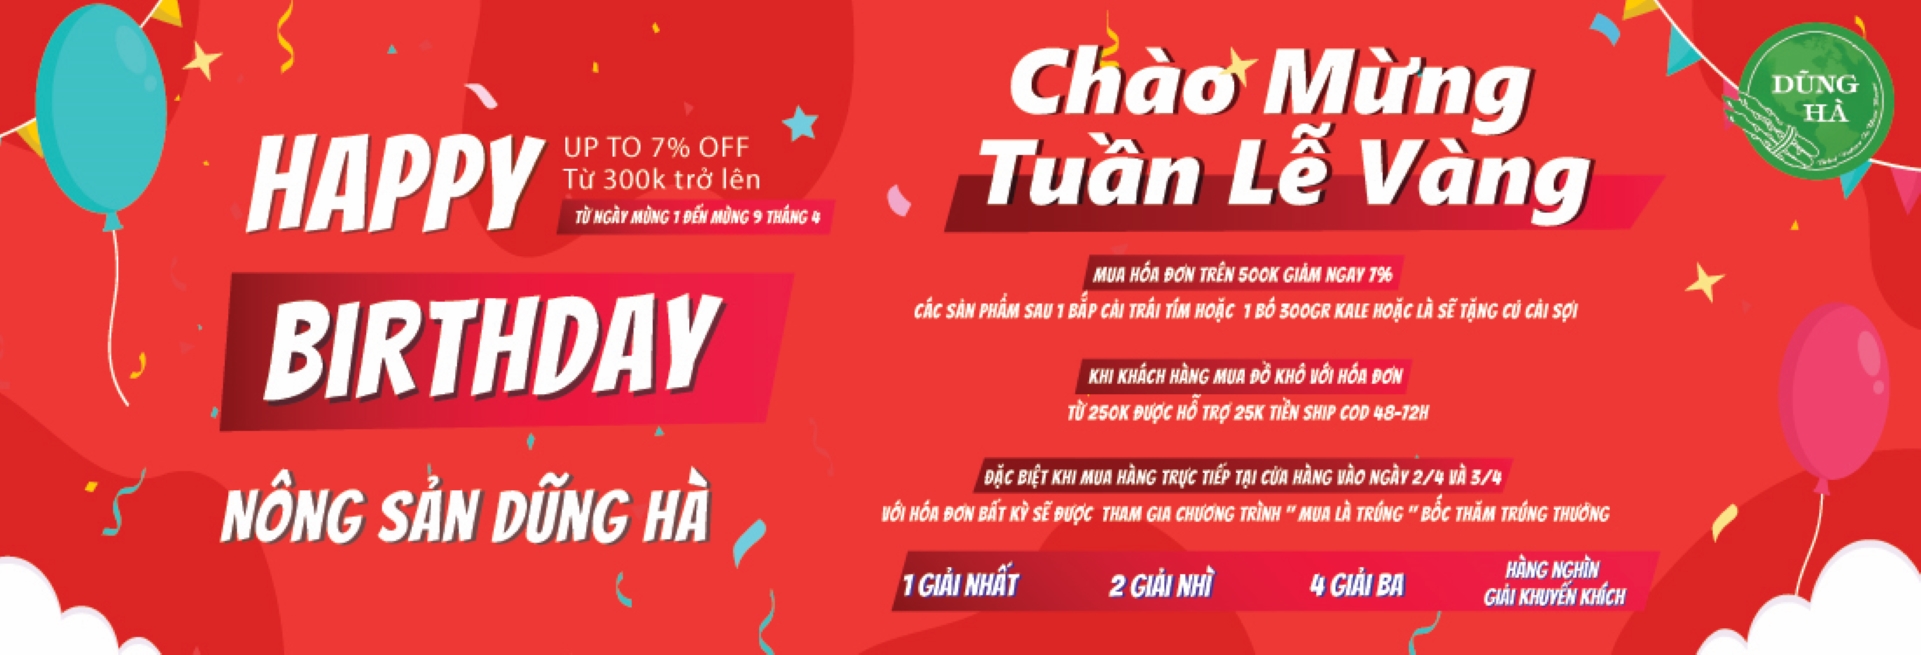 HAPPY
UP TO 7% OFF
Từ 300k trở lên
TỪ NGÀY MÙNG 1 ĐẾN MÙNG 9 THÁNG 4
BIRTHDAY
NÔNG SẢN DŨNG HÀ
Chào Mừng
Tuần Lễ Vàng
MUA HÓA ĐƠN TRÊN 500K GIẢM NGAY 7%
CÁC SẢN PHẨM SAU 1 BẮP CẢI TRÁI TÍM HOẶC 1 BÓ 300GR KALE HOẶC LÀ SẼ TẶNG CỦ CẢI SỢI
KHI KHÁCH HÀNG MUA ĐỒ KHÔ VỚI HÓA ĐƠN
TỪ 250K ĐƯỢC HỖ TRỢ 25K TIỀN SHIP COD 48-72H
ĐẶC BIỆT KHI MUA HÀNG TRỰC TIẾP TẠI CỬA HÀNG VÀO NGÀY 2/4 VÀ 3/4
VỚI HÓA ĐƠN BẤT KỲ SẼ ĐƯỢC THAM GIA CHƯƠNG TRÌNH " MUA LÀ TRÚNG " BỐC THĂM TRÚNG THƯỞNG
1 GIẢI NHẤT
2 GIẢI NHÌ
4 GIẢI BA
HÀNG NGHÌN
GIẢI KHUYẾN KHÍCH
DŨNG
HÀ